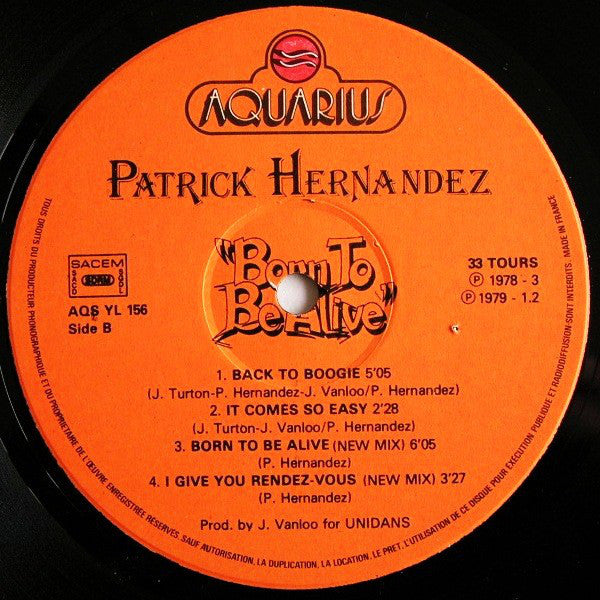 AQUARIUS
PATRICK HERNANDEZ
"Born To
Be Alive"
SACEM
SACD
SDRM
SGDL
AQS YL 156
Side B
33 TOURS
Ⓟ 1978 - 3
Ⓟ 1979 - 1.2
1. BACK TO BOOGIE 5'05
(J. Turton-P. Hernandez-J. Vanloo/P. Hernandez)
2. IT COMES SO EASY 2'28
(J. Turton-J. Vanloo/P. Hernandez)
3. BORN TO BE ALIVE (NEW MIX) 6'05
(P. Hernandez)
4. I GIVE YOU RENDEZ-VOUS (NEW MIX) 3'27
(P. Hernandez)
Prod. by J. Vanloo for UNIDANS
TOUS DROITS DU PRODUCTEUR PHONOGRAPHIQUE ET DU PROPRIETAIRE DE L'ŒUVRE ENREGISTREE RESERVES. SAUF AUTORISATION, LA DUPLICATION, LA LOCATION, LE PRET, L'UTILISATION DE CE DISQUE POUR EXECUTION PUBLIQUE ET RADIODIFFUSION SONT INTERDITS. MADE IN FRANCE